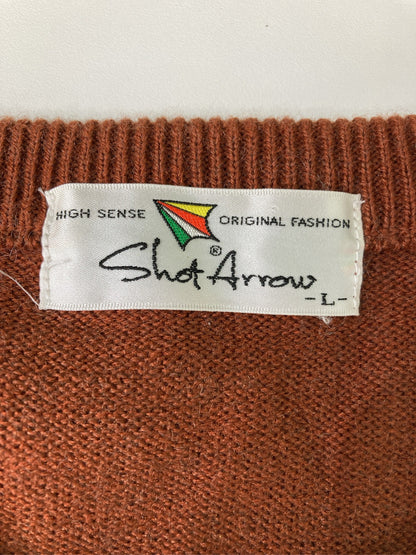 HIGH SENSE ORIGINAL FASHION
Shot Arrow ®
- L -